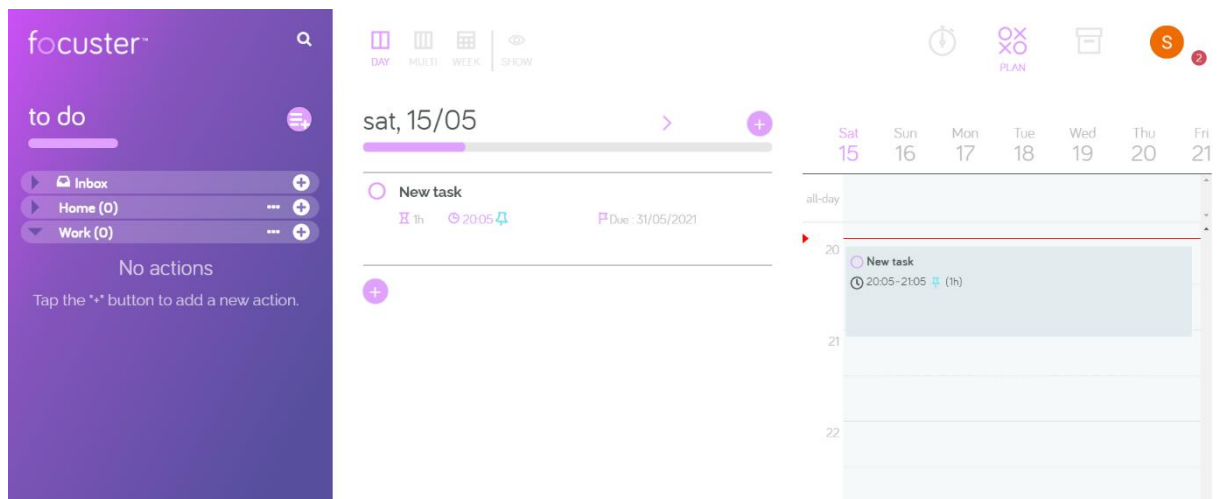 focuster™
to do
Inbox
Home (0)
Work (0)
No actions
Tap the "+" button to add a new action.
DAY MULTI WEEK SHOW
PLAN
S
2
sat, 15/05
New task
1h 20:05 Due : 31/05/2021
Sat Sun Mon Tue Wed Thu Fri
15 16 17 18 19 20 21
all-day
20
New task
20:05-21:05 (1h)
21
22